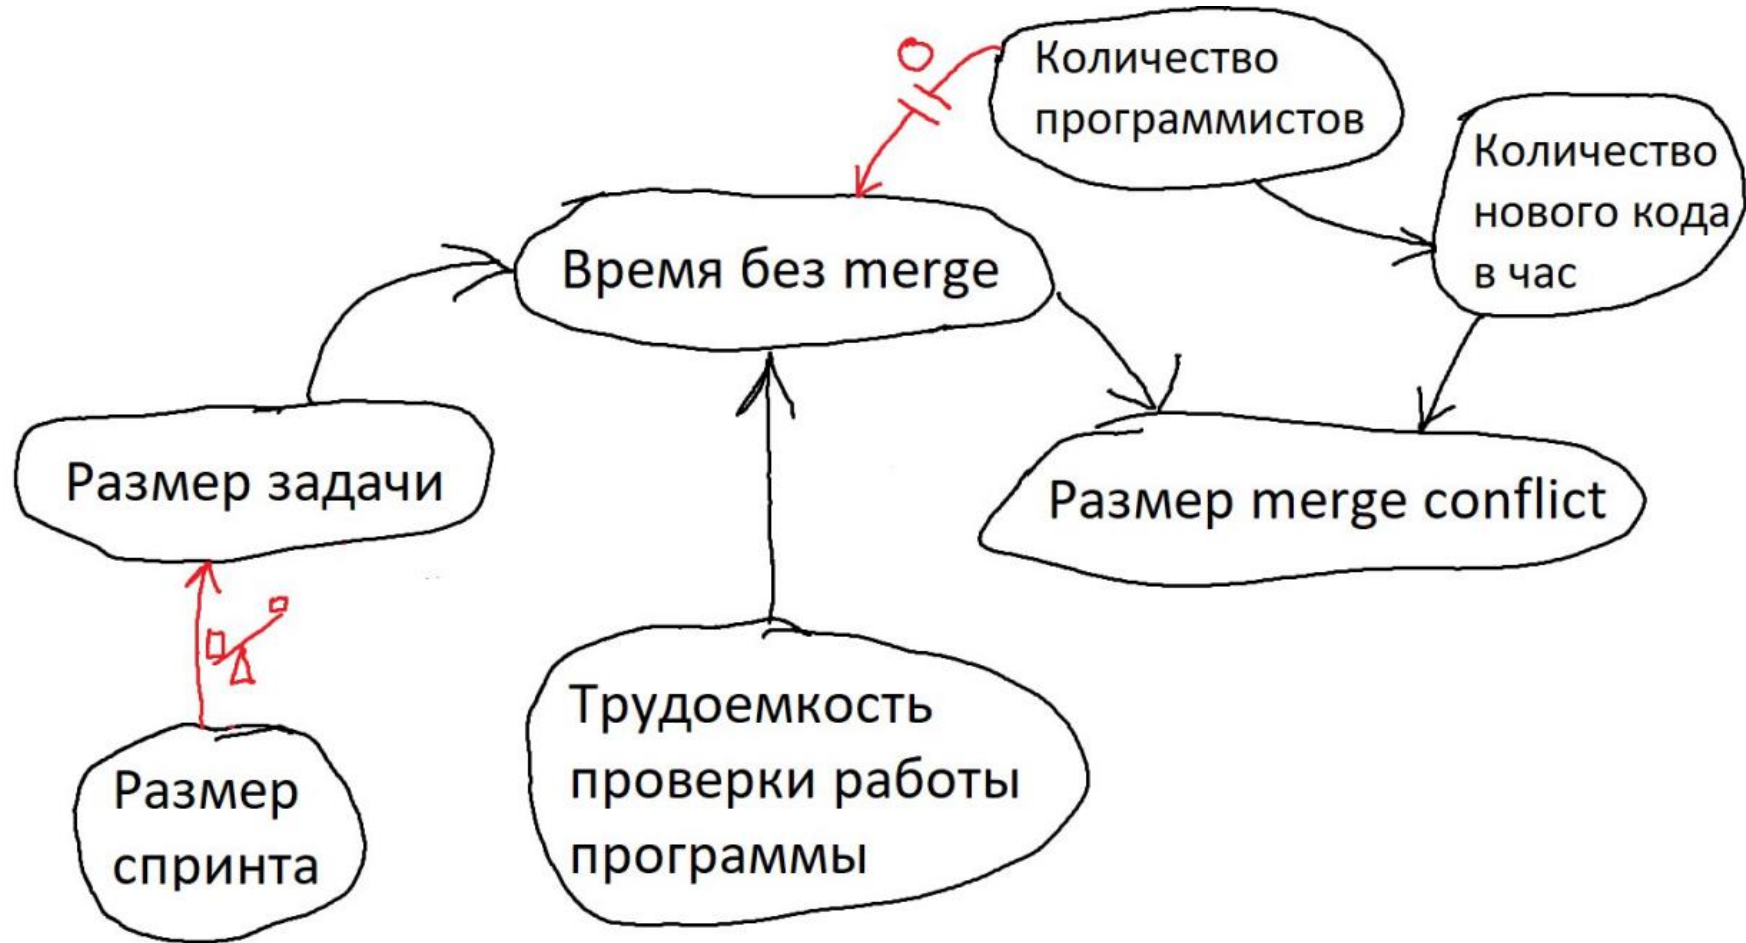 Количество
программистов
Количество
нового кода
в час
Время без merge
Размер задачи
Размер merge conflict
Трудоемкость
проверки работы
программы
Размер
спринта